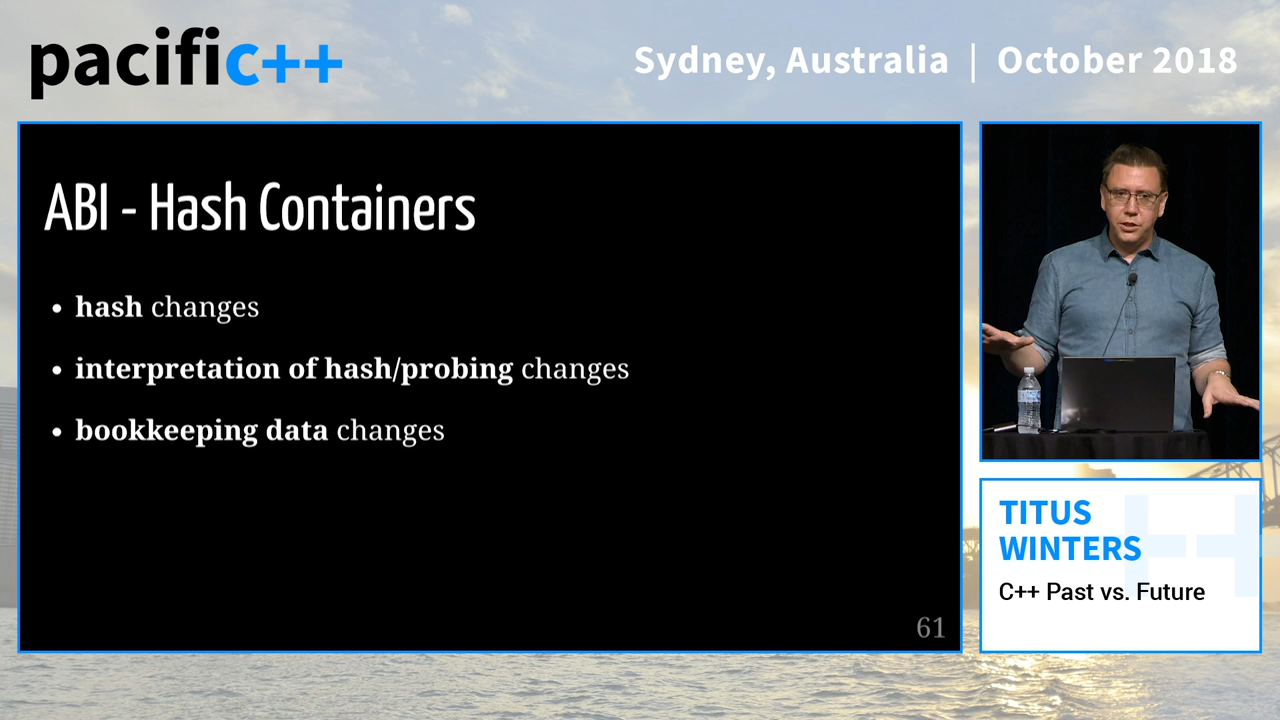 pacific++
Sydney, Australia | October 2018
ABI - Hash Containers
• hash changes
• interpretation of hash/probing changes
• bookkeeping data changes
61
TITUS
WINTERS
C++ Past vs. Future